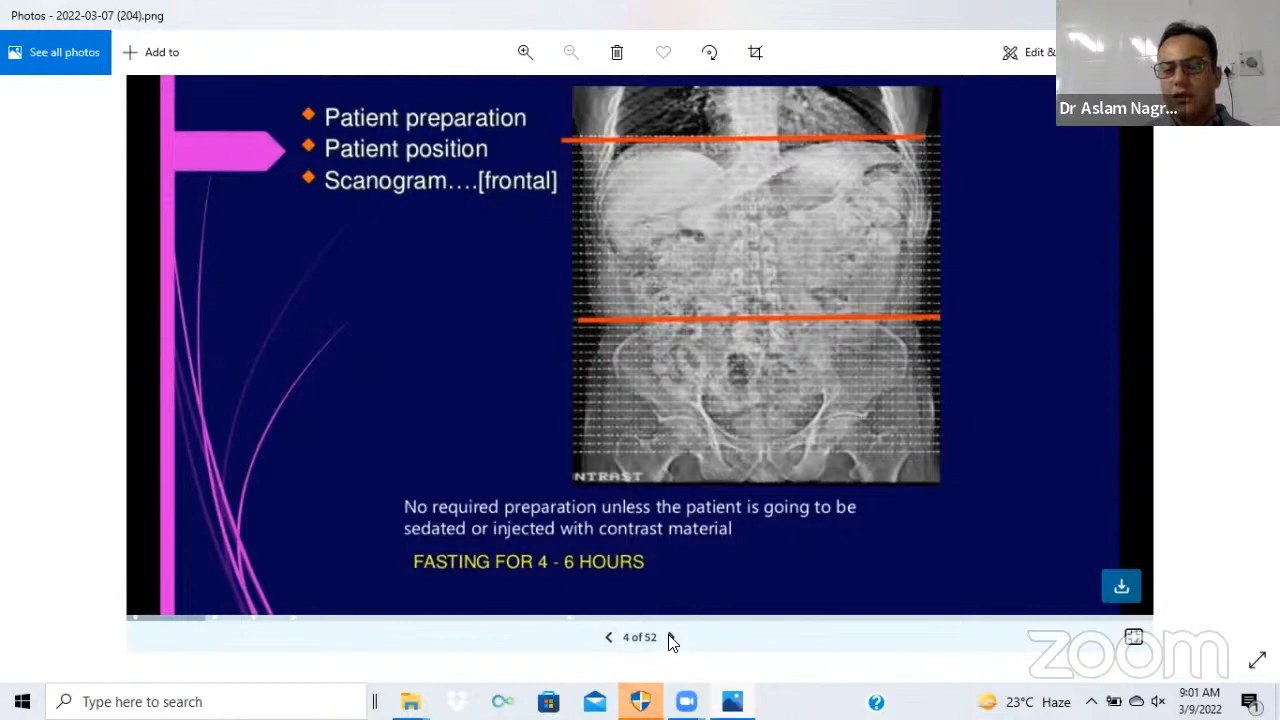 Photos - 2022-03-07 (204).png
See all photos
Add to
Edit &
Dr Aslam Nagr...
Patient preparation
Patient position
Scanogram....[frontal]
NTRAST
No required preparation unless the patient is going to be
sedated or injected with contrast material
FASTING FOR 4 - 6 HOURS
4 of 52
zoom
Type here to search
23°C Haze
9:01 AM
3/9/2022